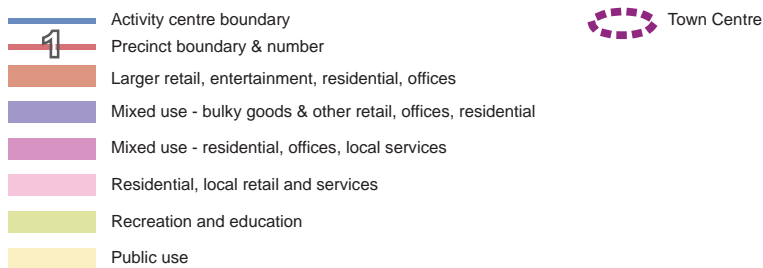 Activity centre boundary
Town Centre
1
Precinct boundary & number
Larger retail, entertainment, residential, offices
Mixed use - bulky goods & other retail, offices, residential
Mixed use - residential, offices, local services
Residential, local retail and services
Recreation and education
Public use